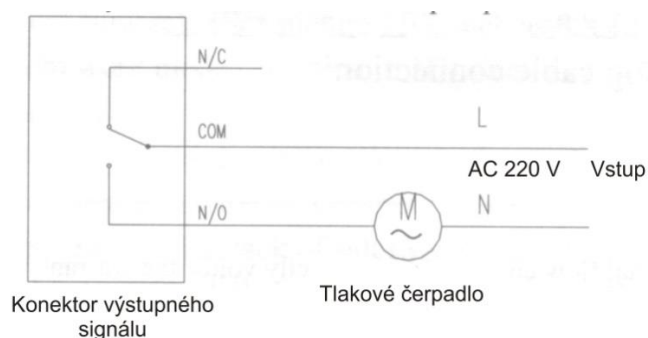 N/C
COM
L
AC 220 V Vstup
N/O
M
N
Konektor výstupného
signálu
Tlakové čerpadlo